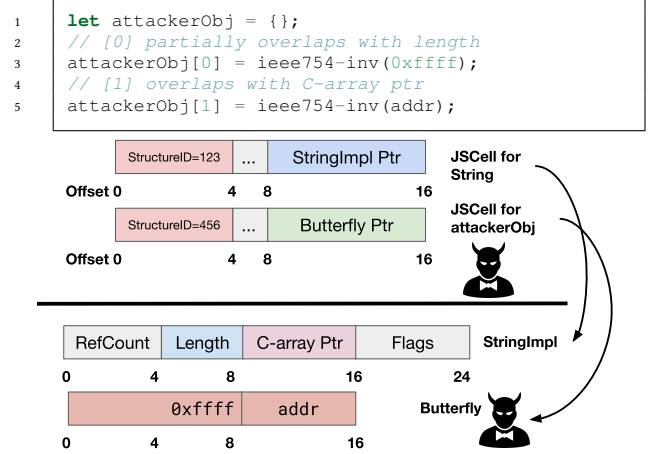 1 let attackerObj = {};
2 // [0] partially overlaps with length
3 attackerObj[0] = ieee754-inv(0xffff);
4 // [1] overlaps with C-array ptr
5 attackerObj[1] = ieee754-inv(addr);
StructureID=123 ... StringImpl Ptr
JSCell for
String
Offset 0 4 8 16
StructureID=456 ... Butterfly Ptr
JSCell for
attackerObj
Offset 0 4 8 16
RefCount Length C-array Ptr Flags StringImpl
0 4 8 16 24
0xffff addr Butterfly
0 4 8 16